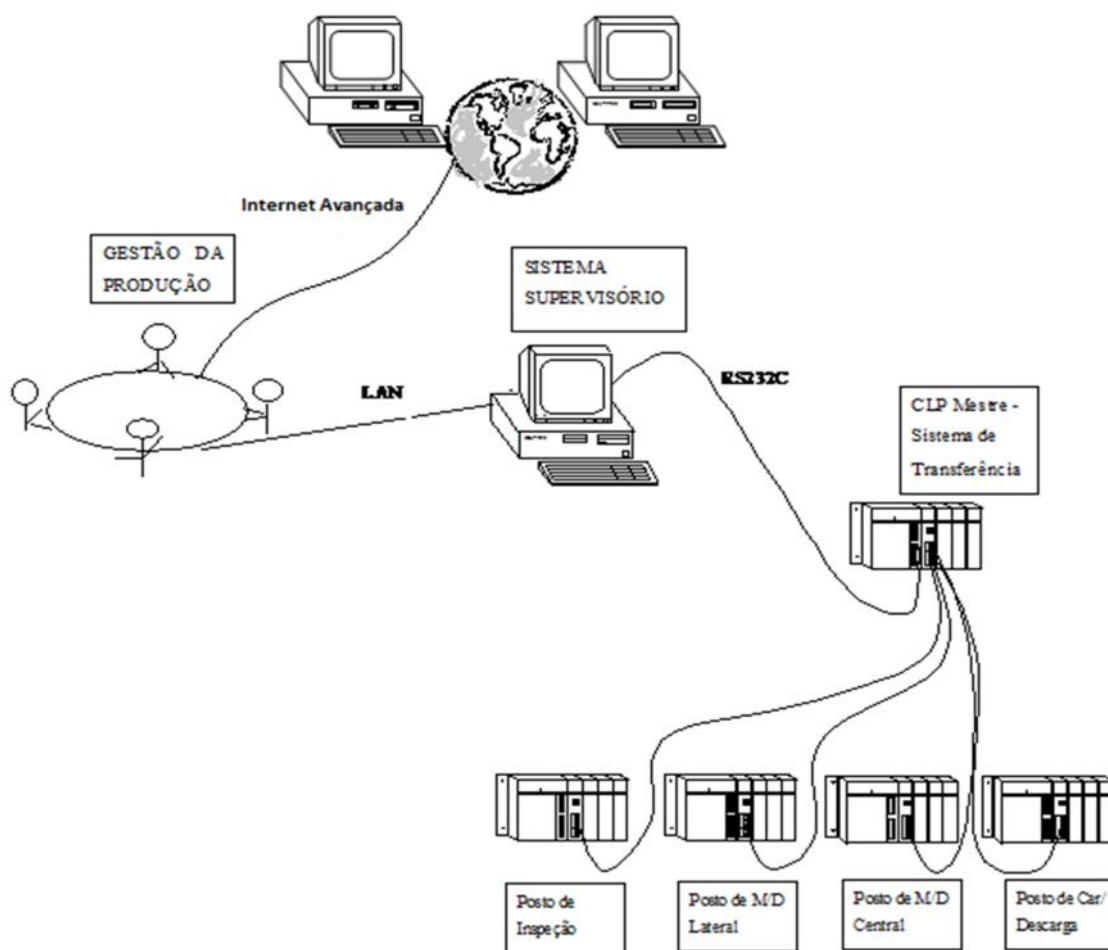 Internet Avançada
GESTÃO DA
PRODUÇÃO
SISTEMA
SUPERVISÓRIO
LAN
RS232C
CLP Mestre -
Sistema de
Transferência
Posto de
Inspeção
Posto de M/D
Lateral
Posto de M/D
Central
Posto de Car/
Descarga